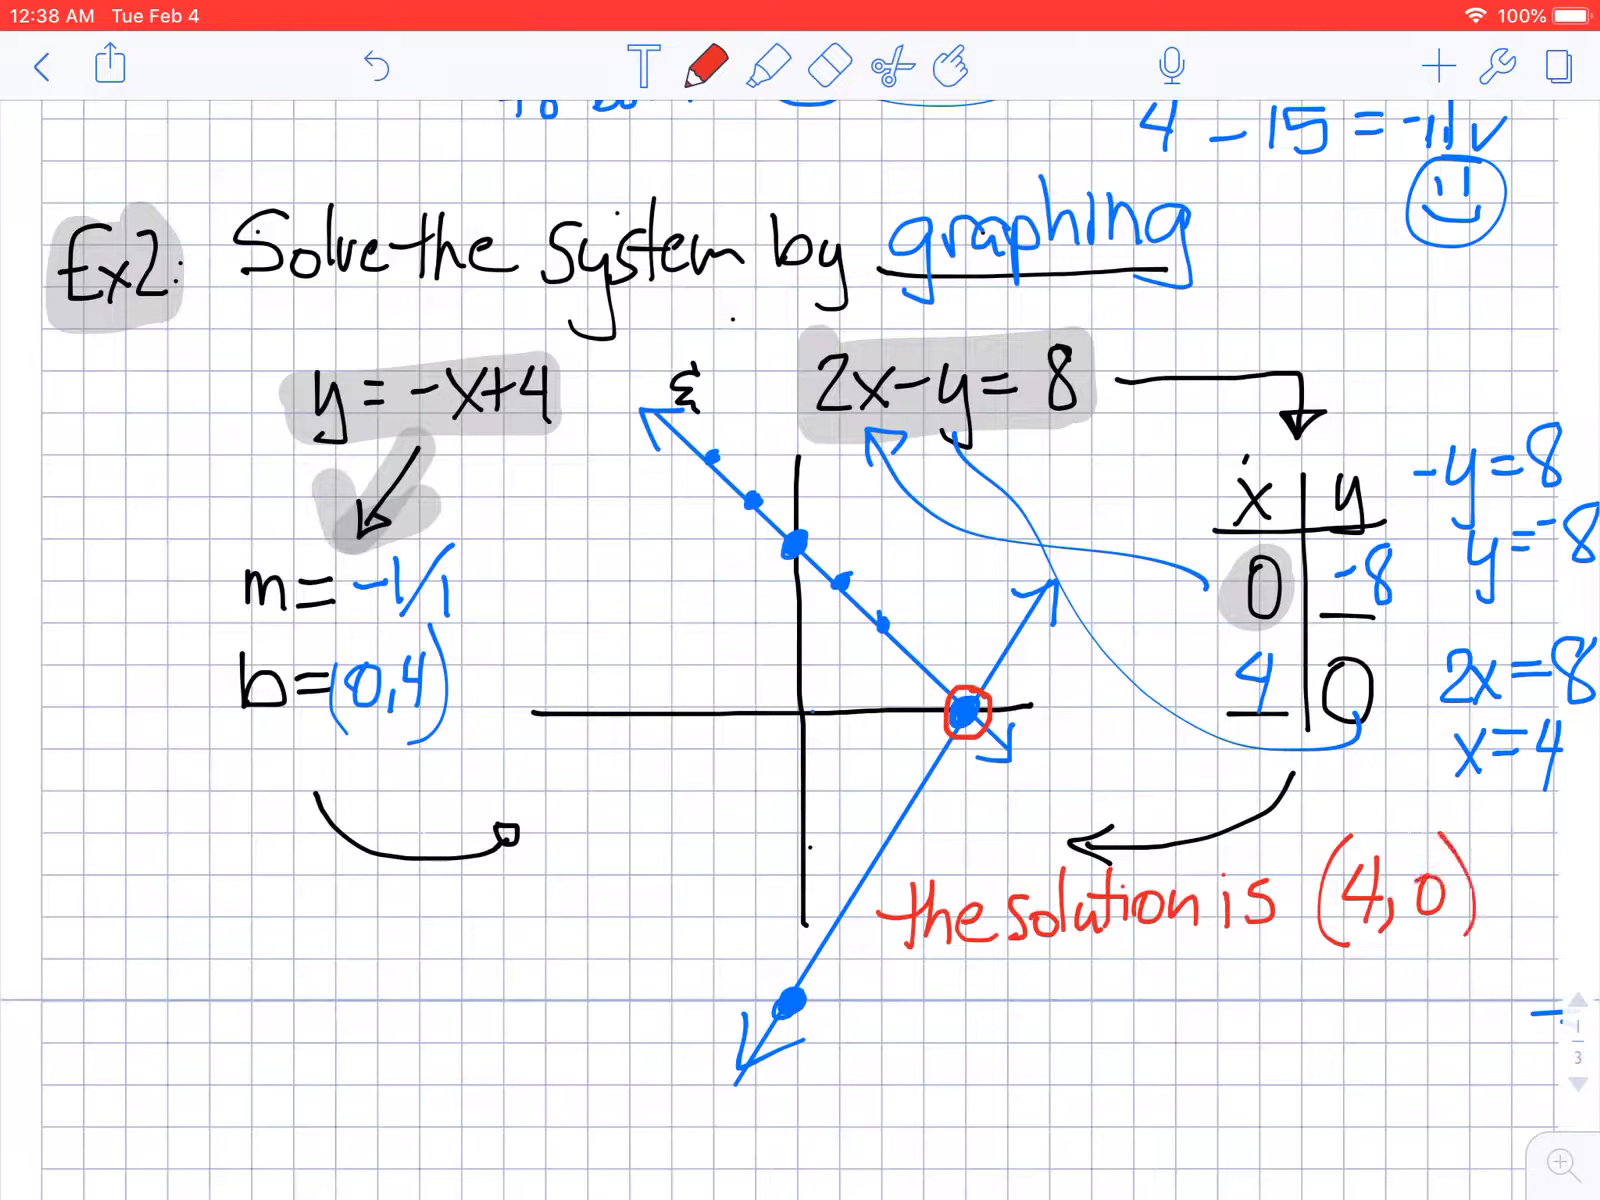 12:38 AM Tue Feb 4
100%
T
4 - 15 = -11 ✓
Ex2: Solve the system by graphing
y = -x+4 & 2x-y= 8
x y
0 -8
4 0
-y=8
y=-8
2x=8
x=4
m= -1/1
b=(0,4)
the solution is (4,0)
1
3